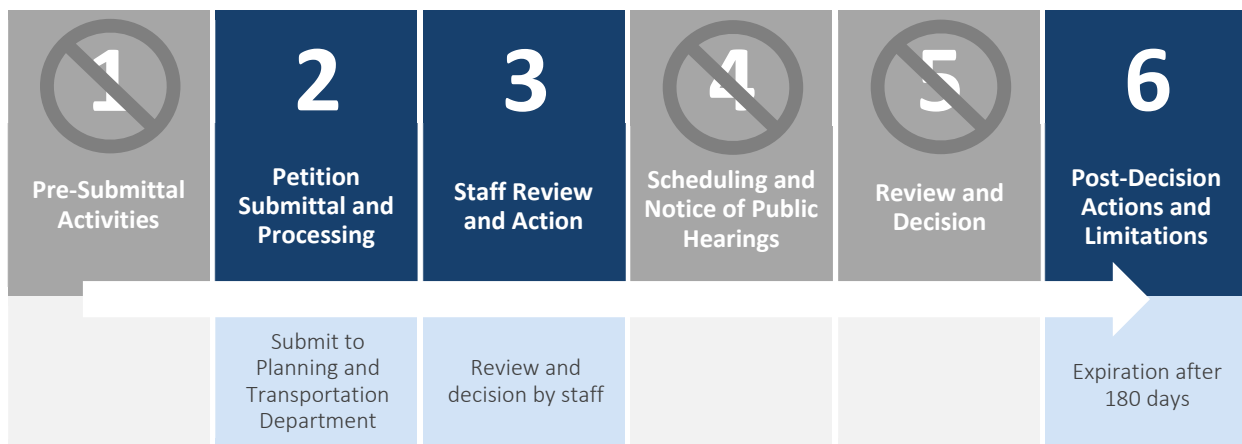 1
Pre-Submittal
Activities
2
Petition
Submittal and
Processing
Submit to
Planning and
Transportation
Department
3
Staff Review
and Action
Review and
decision by staff
4
Scheduling and
Notice of Public
Hearings
5
Review and
Decision
6
Post-Decision
Actions and
Limitations
Expiration after
180 days